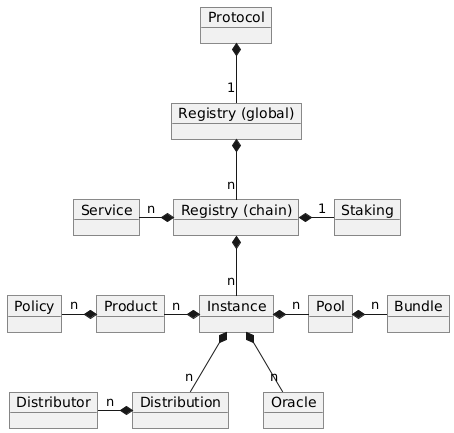 Protocol
1
Registry (global)
n
Service n Registry (chain) 1 Staking
n
Policy n Product n Instance n Pool n Bundle
n n
Distributor n Distribution Oracle